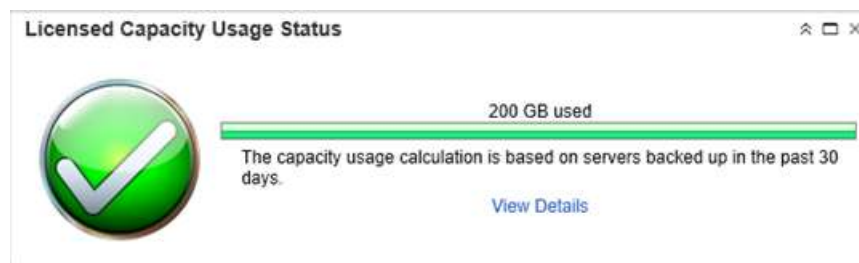 Licensed Capacity Usage Status
200 GB used
The capacity usage calculation is based on servers backed up in the past 30
days.
View Details